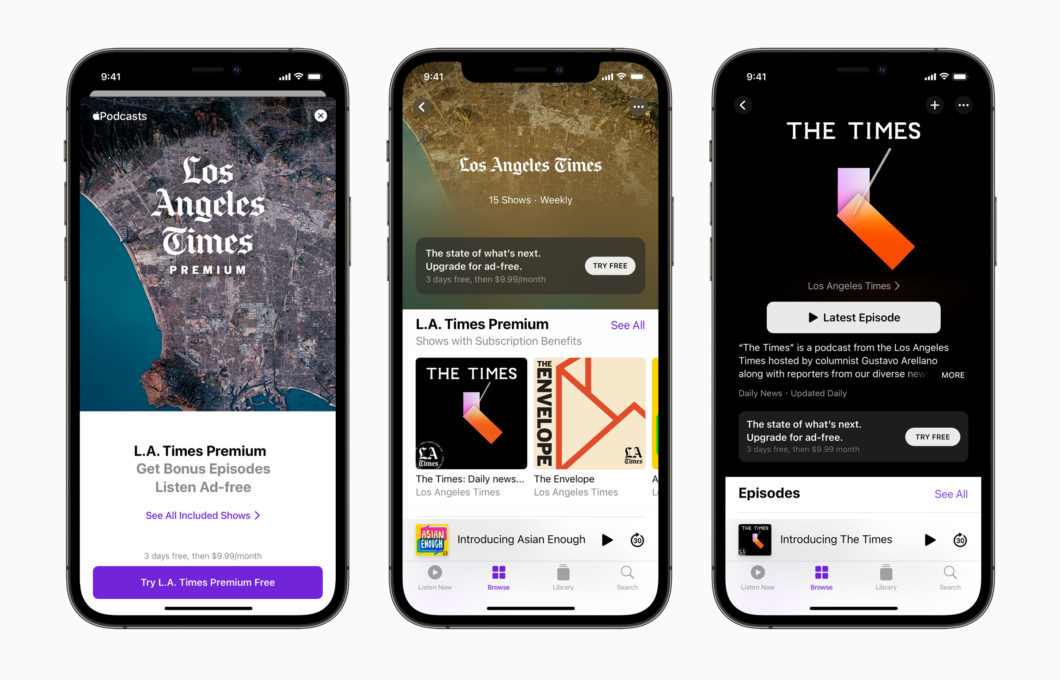 9:41
Podcasts
Los
Angeles
Times
PREMIUM
L.A. Times Premium
Get Bonus Episodes
Listen Ad-free
See All Included Shows
3 days free, then $9.99/month
Try L.A. Times Premium Free
9:41
Los Angeles Times
15 Shows · Weekly
The state of what's next.
Upgrade for ad-free.
3 days free, then $9.99/month
TRY FREE
L.A. Times Premium
See All
Shows with Subscription Benefits
THE TIMES
L.A. Times
THE ENVELOPE
L.A. Times
The Times: Daily news...
Los Angeles Times
The Envelope
Los Angeles Times
A
Lo
ASIAN
ENOUGH
Introducing Asian Enough
30
Listen Now
Browse
Library
Search
9:41
THE TIMES
Los Angeles Times
Latest Episode
“The Times” is a podcast from the Los Angeles
Times hosted by columnist Gustavo Arellano
along with reporters from our diverse new
MORE
Daily News · Updated Daily
The state of what's next.
Upgrade for ad-free.
3 days free, then $9.99 month
TRY FREE
Episodes
See All
THE TIMES
Introducing The Times
30
Listen Now
Browse
Library
Search